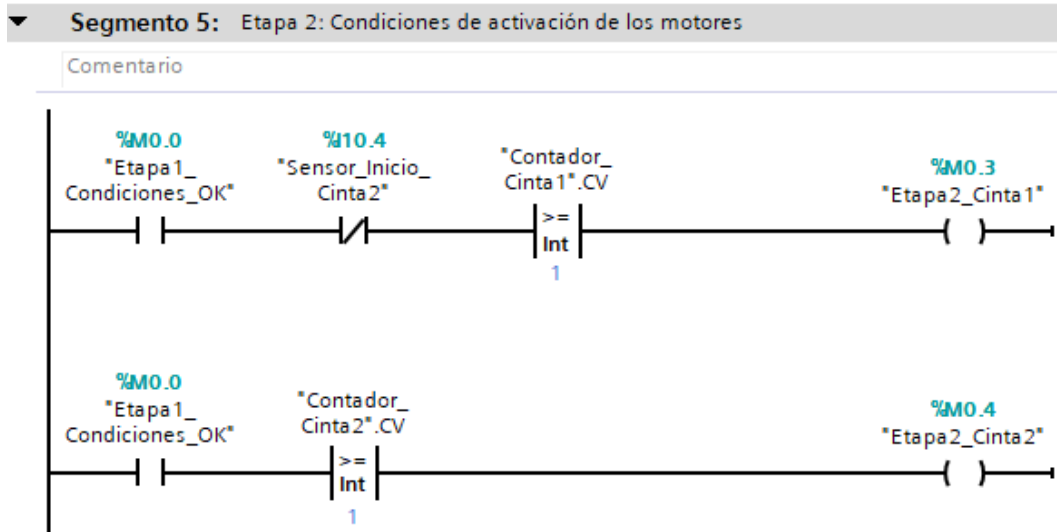 Segmento 5: Etapa 2: Condiciones de activación de los motores
Comentario
%M0.0
"Etapa1_
Condiciones_OK"
%I10.4
"Sensor_Inicio_
Cinta2"
"Contador_
Cinta1".CV
>=
Int
1
%M0.3
"Etapa2_Cinta1"
%M0.0
"Etapa1_
Condiciones_OK"
"Contador_
Cinta2".CV
>=
Int
1
%M0.4
"Etapa2_Cinta2"